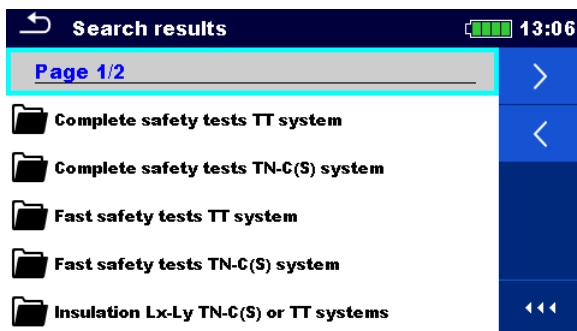 Search results
13:06
Page 1/2
Complete safety tests TT system
Complete safety tests TN-C(S) system
Fast safety tests TT system
Fast safety tests TN-C(S) system
Insulation Lx-Ly TN-C(S) or TT systems